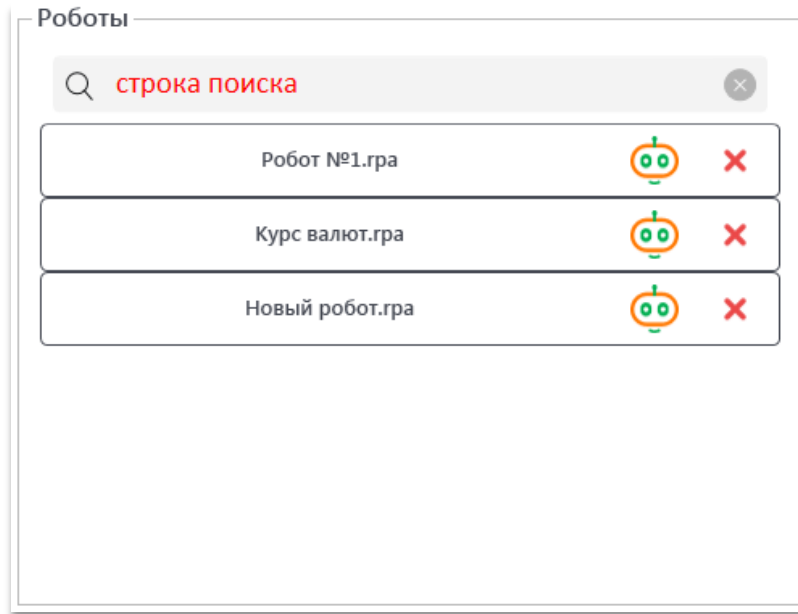 Роботы
строка поиска
Робот №1.rpa
Курс валют.rpa
Новый робот.rpa